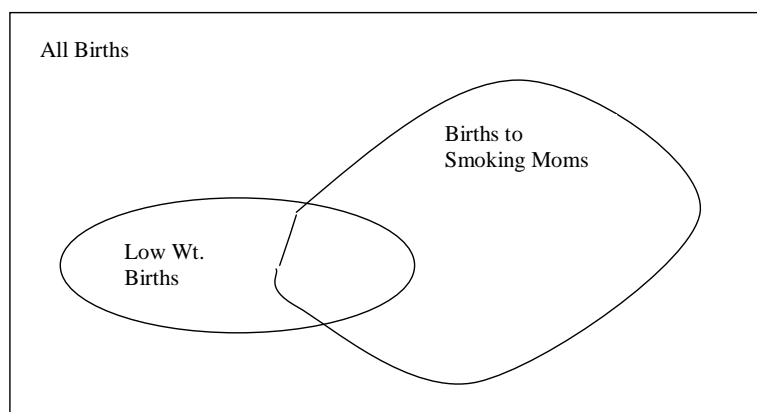 All Births
Births to
Smoking Moms
Low Wt.
Births